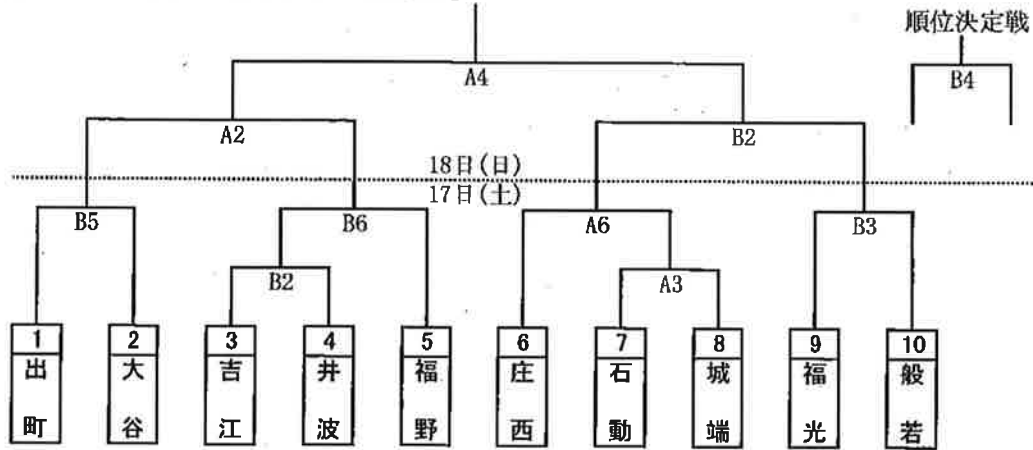 順位決定戦
A4
B4
A2
B2
18日(日)
17日(土)
B5
B6
A6
B3
B2
A3
1 2 3 4 5 6 7 8 9 10
出町 大谷 吉江 井波 福野 庄西 石動 城端 福光 般若